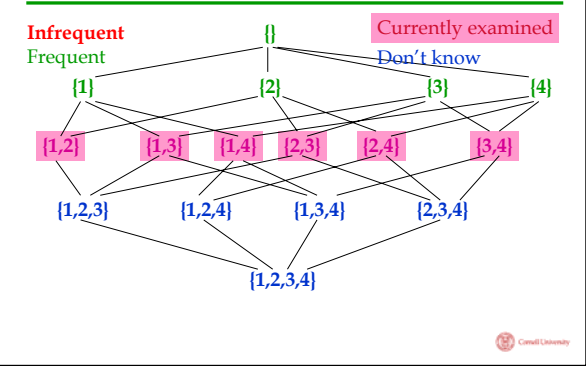 Infrequent
Frequent
{}
Currently examined
Don't know
{1} {2} {3} {4}
{1,2} {1,3} {1,4} {2,3} {2,4} {3,4}
{1,2,3} {1,2,4} {1,3,4} {2,3,4}
{1,2,3,4}
Cornell University